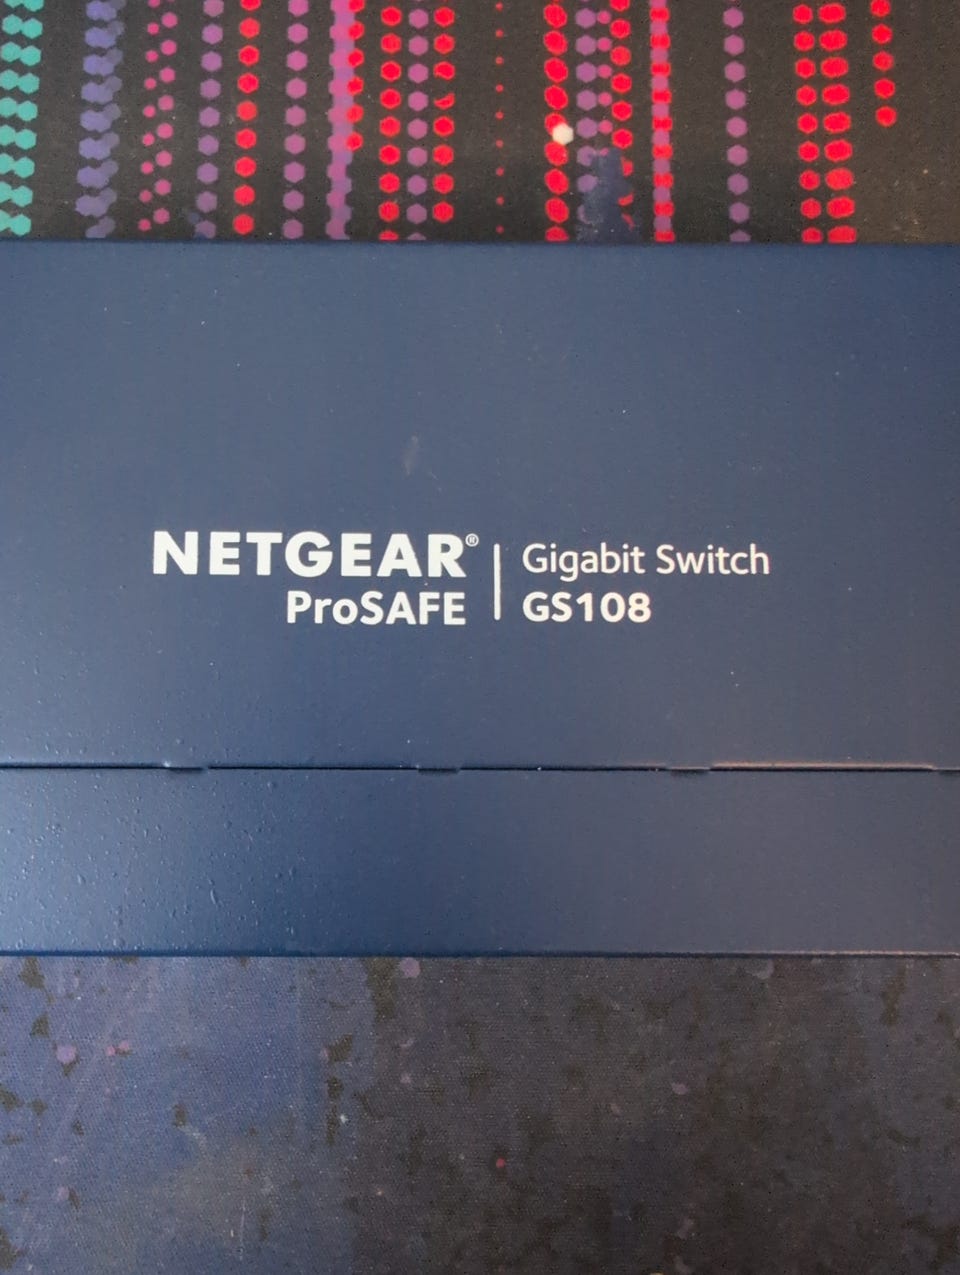 NETGEAR®
ProSAFE
Gigabit Switch
GS108